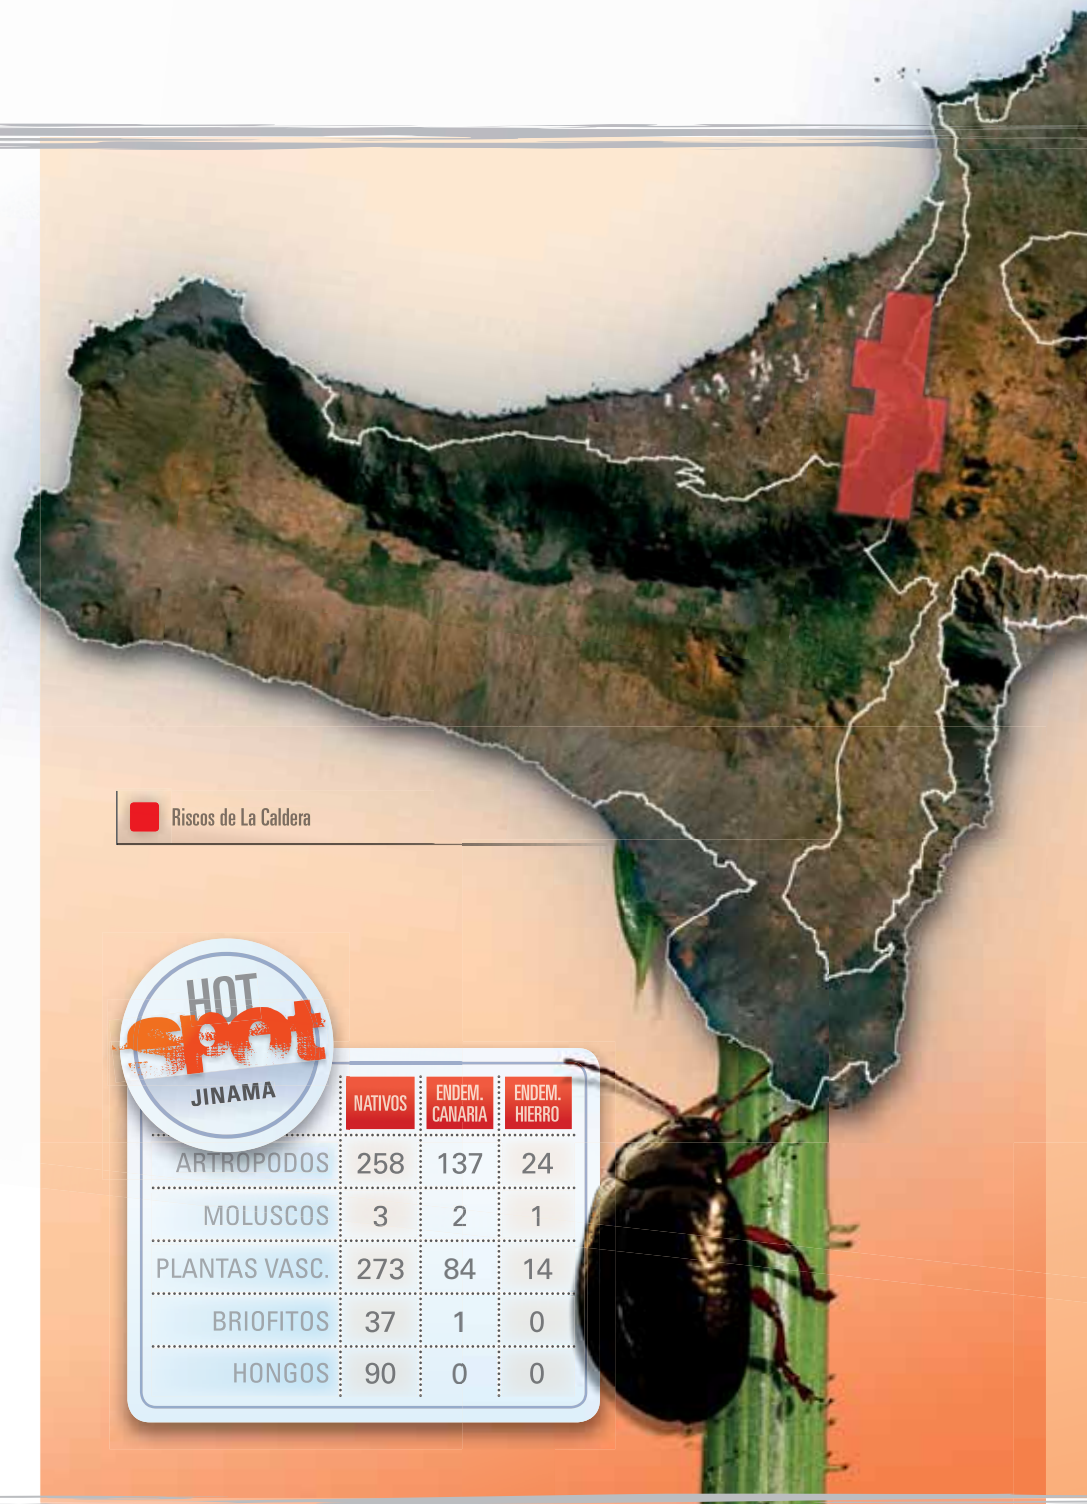 Riscos de La Caldera
HOT
spot
JINAMA
NATIVOS ENDEM. CANARIA ENDEM. HIERRO
ARTROPODOS 258 137 24
MOLUSCOS 3 2 1
PLANTAS VASC. 273 84 14
BRIOFITOS 37 1 0
HONGOS 90 0 0